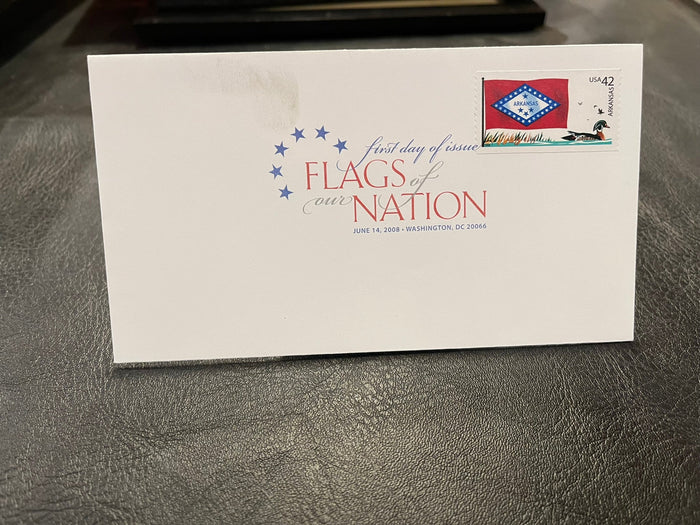 USA 42
ARKANSAS
ARKANSAS
first day of issue
FLAGS of
our NATION
JUNE 14, 2008 • WASHINGTON, DC 20066